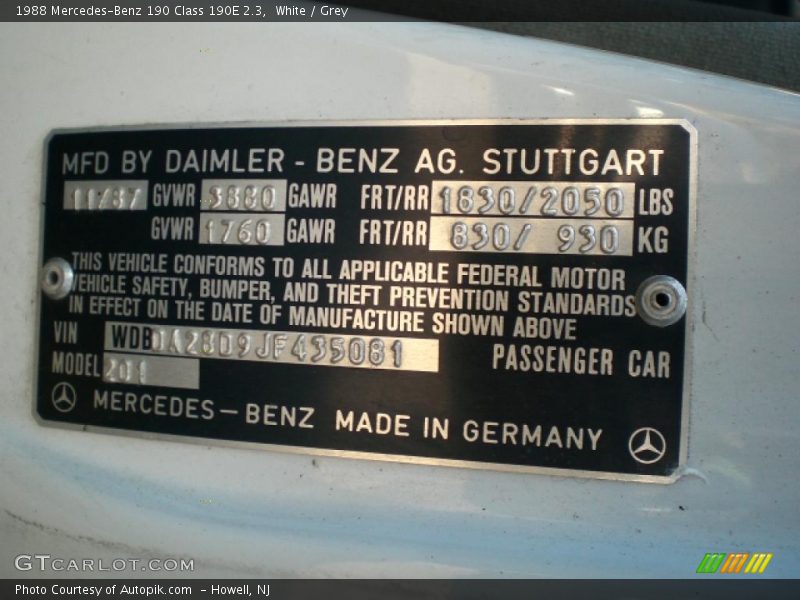 1988 Mercedes-Benz 190 Class 190E 2.3,  White / Grey
MFD BY DAIMLER - BENZ AG. STUTTGART
11/87 GVWR 3880 GAWR FRT/RR 1830/2050 LBS
GVWR 1760 GAWR FRT/RR 830/ 930 KG
THIS VEHICLE CONFORMS TO ALL APPLICABLE FEDERAL MOTOR
VEHICLE SAFETY, BUMPER, AND THEFT PREVENTION STANDARDS
IN EFFECT ON THE DATE OF MANUFACTURE SHOWN ABOVE
VIN WDBDA28D9JF435081
MODEL 201 PASSENGER CAR
MERCEDES-BENZ MADE IN GERMANY
GTCARLOT.COM
Photo Courtesy of Autopik.com  - Howell, NJ